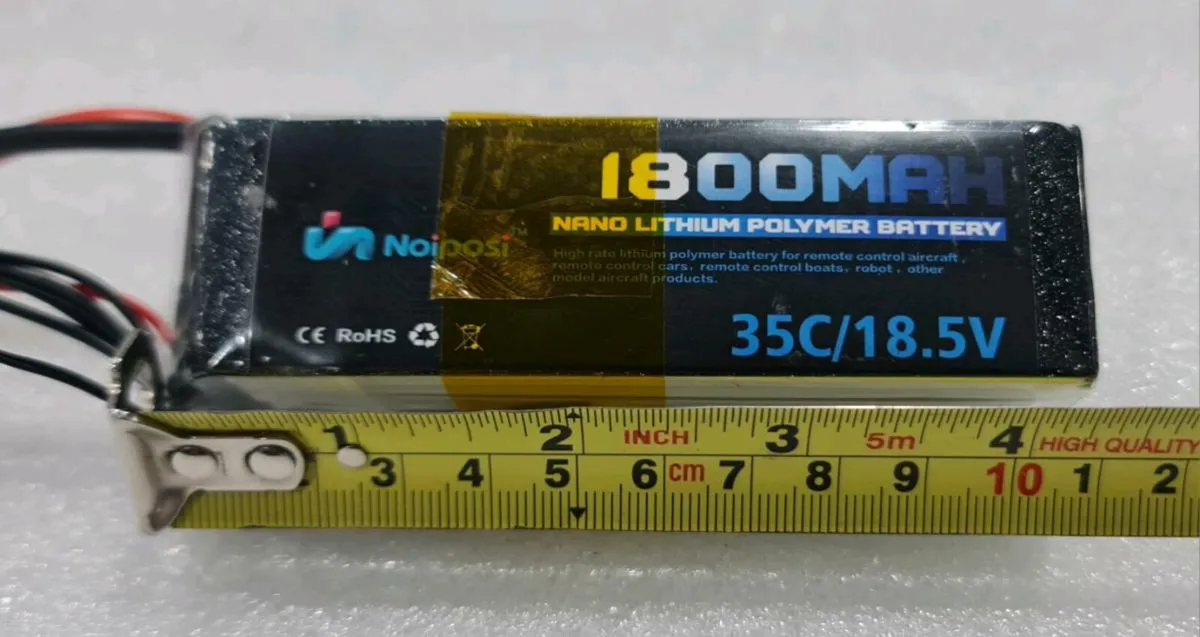 1800MAH
NANO LITHIUM POLYMER BATTERY
Noiposi™
High rate lithium polymer battery for remote control aircraft,
remote control cars, remote control boats, robot, other
model aircraft products.
CE RoHS
35C/18.5V
1 2 INCH 3 5m 4 HIGH QUALITY
3 4 5 6 cm 7 8 9 10 1 2